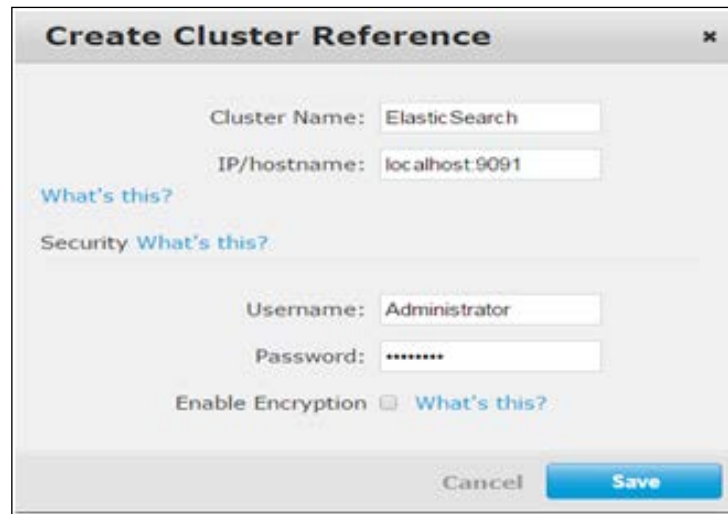 Create Cluster Reference
Cluster Name: ElasticSearch
IP/hostname: localhost:9091
What's this?
Security What's this?
Username: Administrator
Password: ••••••••
Enable Encryption What's this?
Cancel Save